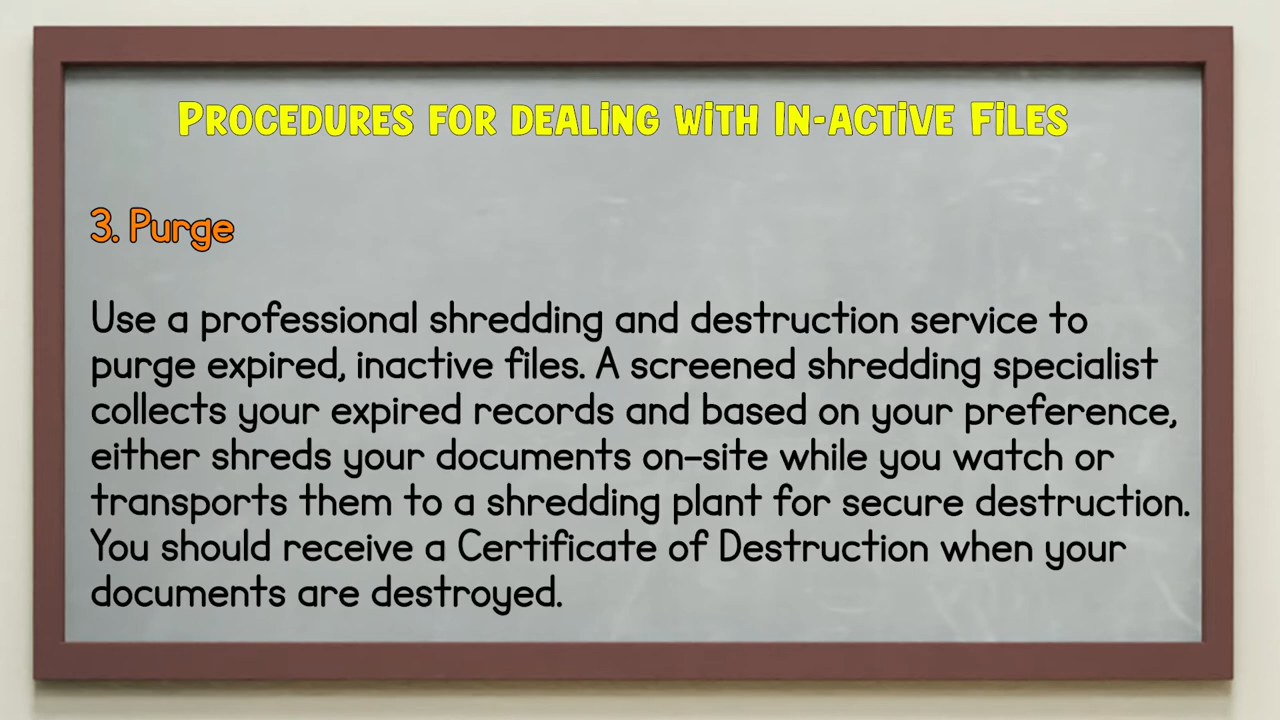 Procedures for dealing with In-active Files
3. Purge
Use a professional shredding and destruction service to
purge expired, inactive files. A screened shredding specialist
collects your expired records and based on your preference,
either shreds your documents on-site while you watch or
transports them to a shredding plant for secure destruction.
You should receive a Certificate of Destruction when your
documents are destroyed.